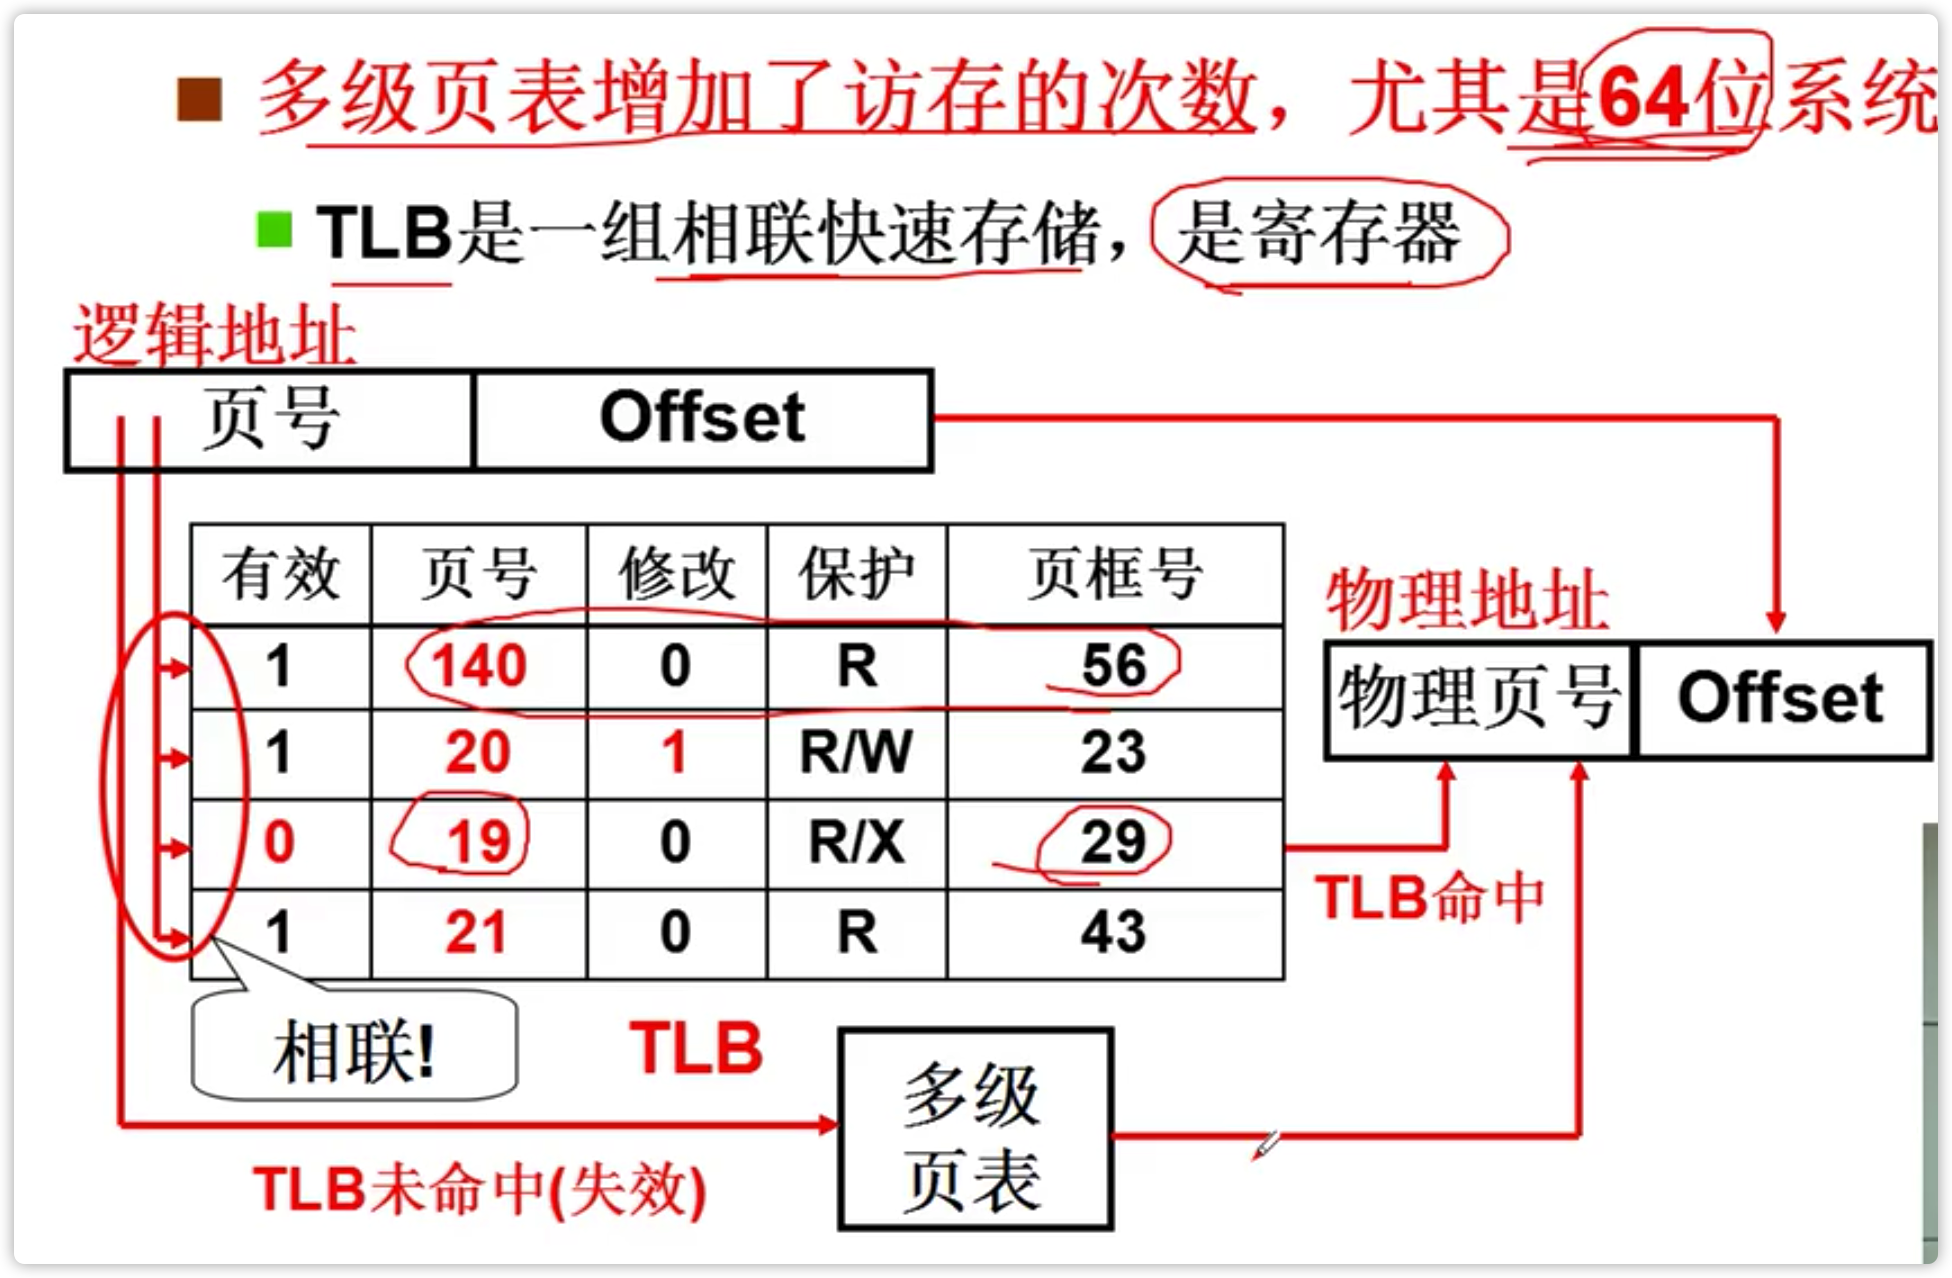 多级页表增加了访存的次数，尤其是64位系统
TLB是一组相联快速存储，是寄存器
逻辑地址
页号 Offset
有效 页号 修改 保护 页框号
1 140 0 R 56
1 20 1 R/W 23
0 19 0 R/X 29
1 21 0 R 43
物理地址
物理页号 Offset
TLB命中
相联!
TLB
多级
页表
TLB未命中(失效)